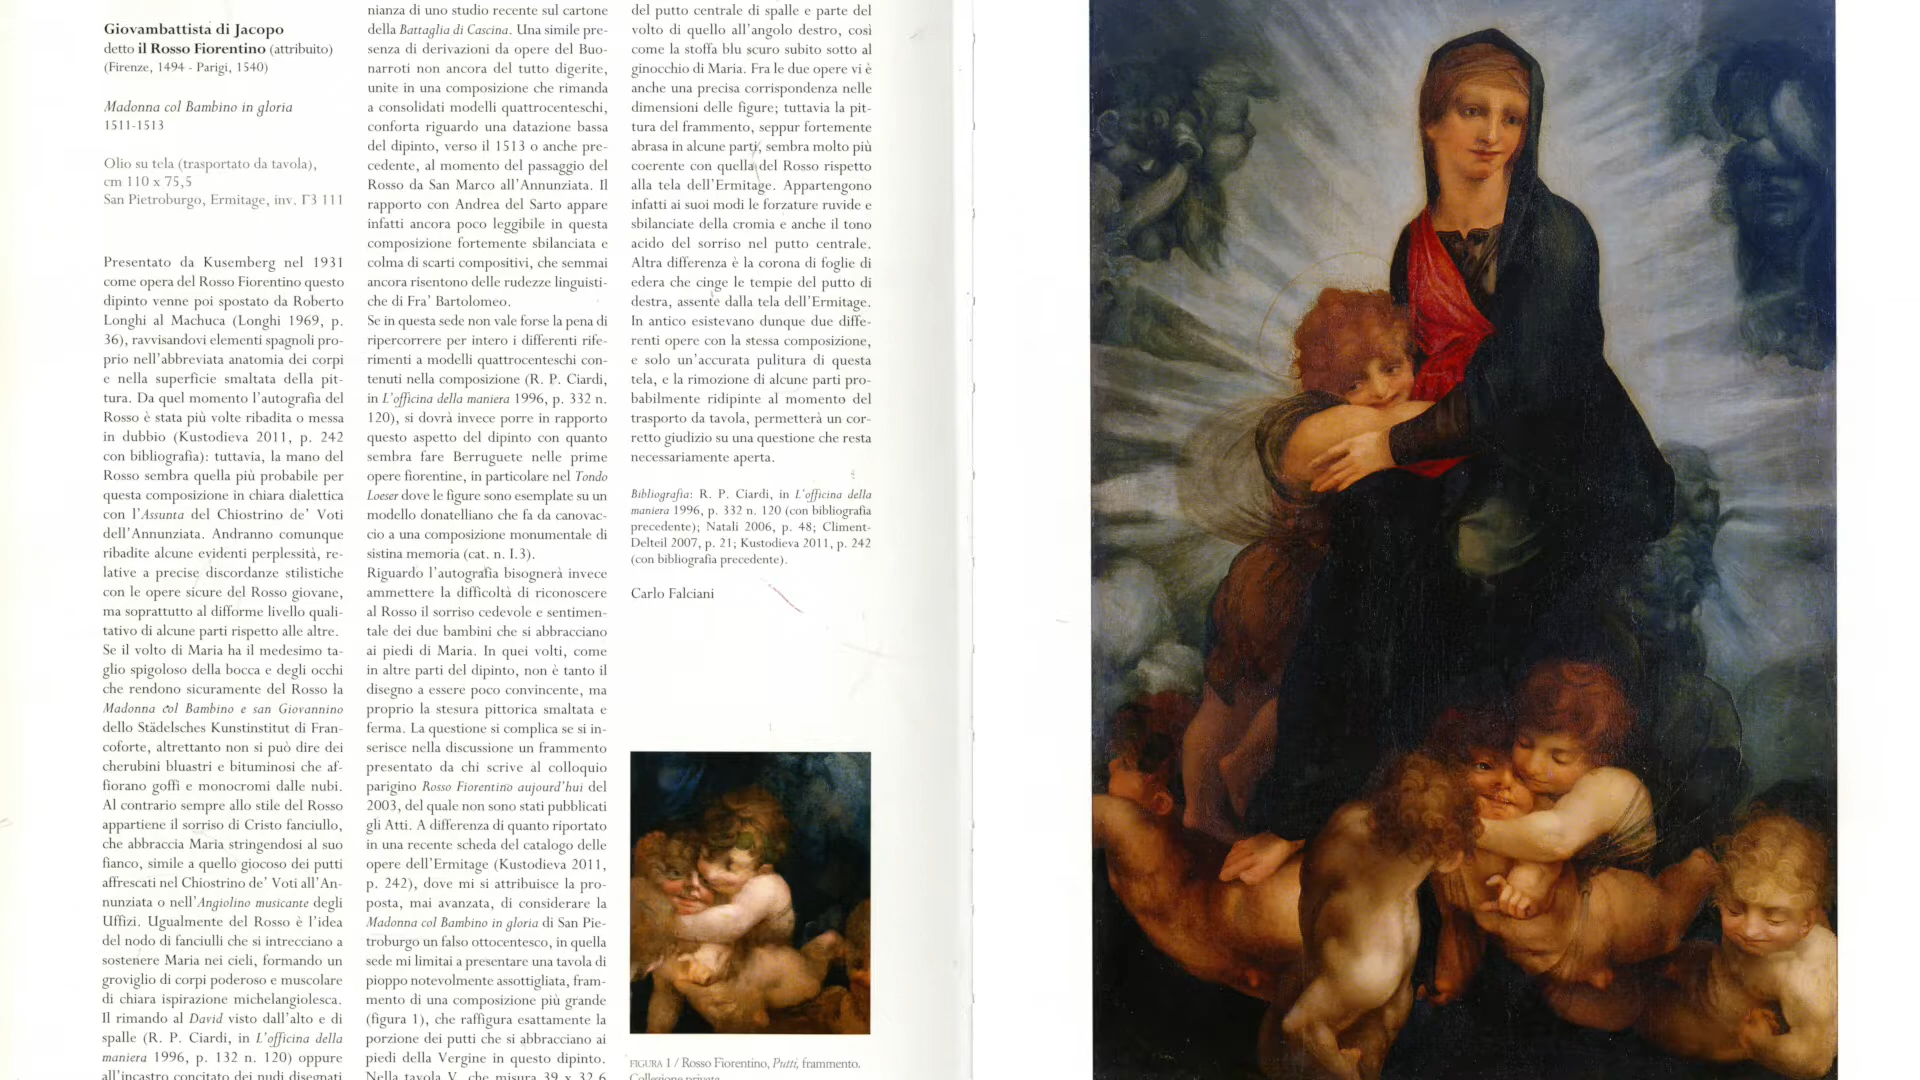 Giovambattista di Jacopo
detto il Rosso Fiorentino (attribuito)
(Firenze, 1494 - Parigi, 1540)
Madonna col Bambino in gloria
1511-1513
Olio su tela (trasportato da tavola),
cm 110 x 75,5
San Pietroburgo, Ermitage, inv. ГЗ 111
Presentato da Kusemberg nel 1931
come opera del Rosso Fiorentino questo
dipinto venne poi spostato da Roberto
Longhi al Machuca (Longhi 1969, p.
36), ravvisandovi elementi spagnoli pro-
prio nell'abbreviata anatomia dei corpi
e nella superficie smaltata della pit-
tura. Da quel momento l'autografia del
Rosso è stata più volte ribadita o messa
in dubbio (Kustodieva 2011, p. 242
con bibliografia): tuttavia, la mano del
Rosso sembra quella più probabile per
questa composizione in chiara dialettica
con l'Assunta del Chiostrino de' Voti
dell'Annunziata. Andranno comunque
ribadite alcune evidenti perplessità, re-
lative a precise discordanze stilistiche
con le opere sicure del Rosso giovane,
ma soprattutto al difforme livello quali-
tativo di alcune parti rispetto alle altre.
Se il volto di Maria ha il medesimo ta-
glio spigoloso della bocca e degli occhi
che rendono sicuramente del Rosso la
Madonna col Bambino e san Giovannino
dello Städelsches Kunstinstitut di Fran-
coforte, altrettanto non si può dire dei
cherubini bluastri e bituminosi che af-
fiorano goffi e monocromi dalle nubi.
Al contrario sempre allo stile del Rosso
appartiene il sorriso di Cristo fanciullo,
che abbraccia Maria stringendosi al suo
fianco, simile a quello giocoso dei putti
affrescati nel Chiostrino de' Voti all'An-
nunziata o nell'Angiolino musicante degli
Uffizi. Ugualmente del Rosso è l'idea
del nodo di fanciulli che si intrecciano a
sostenere Maria nei cieli, formando un
groviglio di corpi poderoso e muscolare
di chiara ispirazione michelangiolesca.
Il rimando al David visto dall'alto e di
spalle (R. P. Ciardi, in L'officina della
maniera 1996, p. 132 n. 120) oppure
all'incastro concitato dei nudi disegnati
nianza di uno studio recente sul cartone
della Battaglia di Cascina. Una simile pre-
senza di derivazioni da opere del Buo-
narroti non ancora del tutto digerite,
unite in una composizione che rimanda
a consolidati modelli quattrocenteschi,
conforta riguardo una datazione bassa
del dipinto, verso il 1513 o anche pre-
cedente, al momento del passaggio del
Rosso da San Marco all'Annunziata. Il
rapporto con Andrea del Sarto appare
infatti ancora poco leggibile in questa
composizione fortemente sbilanciata e
colma di scarti compositivi, che semmai
ancora risentono delle rudezze linguisti-
che di Fra' Bartolomeo.
Se in questa sede non vale forse la pena di
ripercorrere per intero i differenti rife-
rimenti a modelli quattrocenteschi con-
tenuti nella composizione (R. P. Ciardi,
in L'officina della maniera 1996, p. 332 n.
120), si dovrà invece porre in rapporto
questo aspetto del dipinto con quanto
sembra fare Berruguete nelle prime
opere fiorentine, in particolare nel Tondo
Loeser dove le figure sono esemplate su un
modello donatelliano che fa da canovac-
cio a una composizione monumentale di
sistina memoria (cat. n. I.3).
Riguardo l'autografia bisognerà invece
ammettere la difficoltà di riconoscere
al Rosso il sorriso cedevole e sentimen-
tale dei due bambini che si abbracciano
ai piedi di Maria. In quei volti, come
in altre parti del dipinto, non è tanto il
disegno a essere poco convincente, ma
proprio la stesura pittorica smaltata e
ferma. La questione si complica se si in-
serisce nella discussione un frammento
presentato da chi scrive al colloquio
parigino Rosso Fiorentino aujourd'hui del
2003, del quale non sono stati pubblicati
gli Atti. A differenza di quanto riportato
in una recente scheda del catalogo delle
opere dell'Ermitage (Kustodieva 2011,
p. 242), dove mi si attribuisce la pro-
posta, mai avanzata, di considerare la
Madonna col Bambino in gloria di San Pie-
troburgo un falso ottocentesco, in quella
sede mi limitai a presentare una tavola di
pioppo notevolmente assottigliata, fram-
mento di una composizione più grande
(figura 1), che raffigura esattamente la
porzione dei putti che si abbracciano ai
piedi della Vergine in questo dipinto.
Nella tavola V, che misura 39 x 32,6
del putto centrale di spalle e parte del
volto di quello all'angolo destro, così
come la stoffa blu scuro subito sotto al
ginocchio di Maria. Fra le due opere vi è
anche una precisa corrispondenza nelle
dimensioni delle figure; tuttavia la pit-
tura del frammento, seppur fortemente
abrasa in alcune parti, sembra molto più
coerente con quella del Rosso rispetto
alla tela dell'Ermitage. Appartengono
infatti ai suoi modi le forzature ruvide e
sbilanciate della cromia e anche il tono
acido del sorriso nel putto centrale.
Altra differenza è la corona di foglie di
edera che cinge le tempie del putto di
destra, assente dalla tela dell'Ermitage.
In antico esistevano dunque due diffe-
renti opere con la stessa composizione,
e solo un'accurata pulitura di questa
tela, e la rimozione di alcune parti pro-
babilmente ridipinte al momento del
trasporto da tavola, permetterà un cor-
retto giudizio su una questione che resta
necessariamente aperta.
Bibliografia: R. P. Ciardi, in L'officina della
maniera 1996, p. 332 n. 120 (con bibliografia
precedente); Natali 2006, p. 48; Climent-
Delteil 2007, p. 21; Kustodieva 2011, p. 242
(con bibliografia precedente).
Carlo Falciani
FIGURA 1 / Rosso Fiorentino, Putti, frammento.
Collezione privata